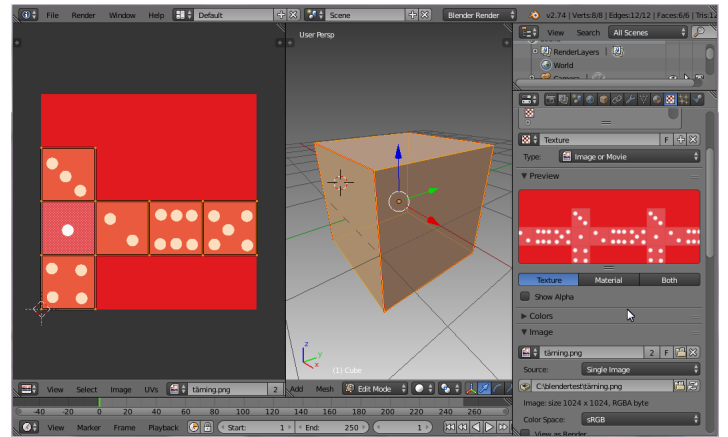 File Render Window Help Default Scene Blender Render v2.74 | Verts:8/8 | Edges:12/12 | Faces:6/6 | Tris:12
User Persp
View Search All Scenes
RenderLayers
World
Camera
Texture F
Type: Image or Movie
Preview
Texture Material Both
Show Alpha
Colors
Image
z
y
x
(1) Cube
tärning.png 2 F
Source: Single Image
C:\blendertest\tärning.png
Image: size 1024 x 1024, RGBA byte
Color Space: sRGB
View as Render
View Select Image UVs tärning.png 2 Add Mesh Edit Mode
-40 -20 0 20 40 60 80 100 120 140 160 180 200 220 240 260
View Marker Frame Playback Start: 1 End: 250 1